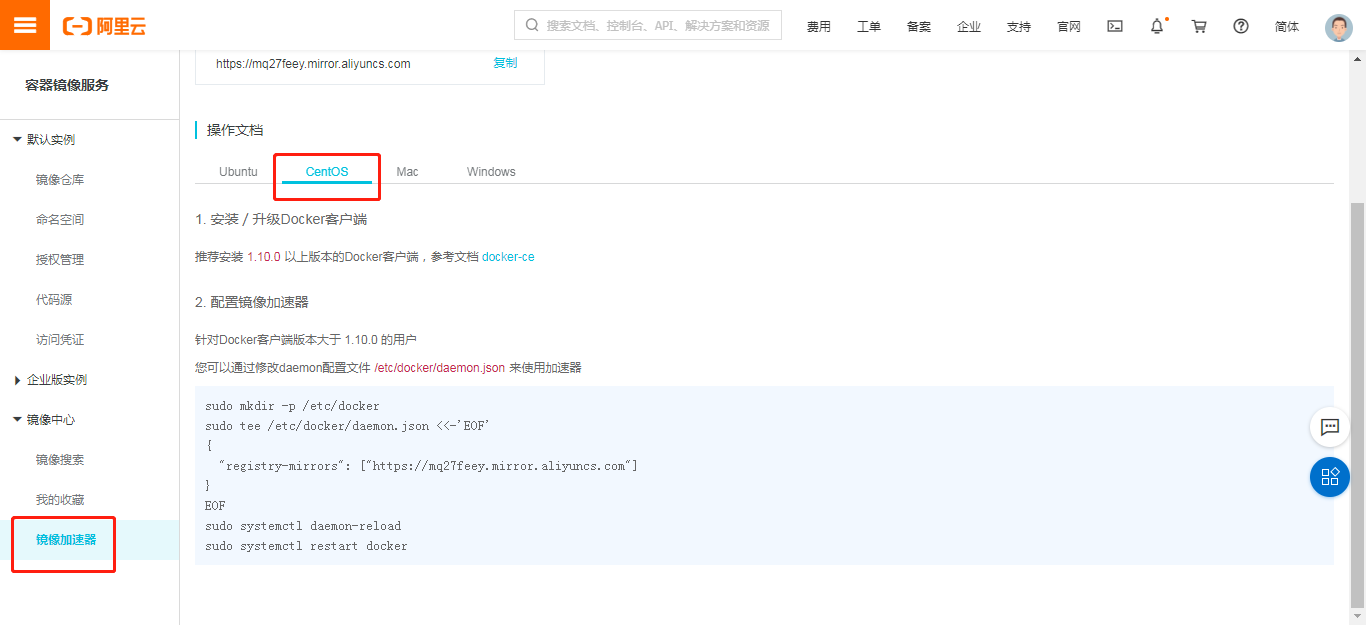 阿里云
搜索文档、控制台、API、解决方案和资源
费用
工单
备案
企业
支持
官网
简体
容器镜像服务
默认实例
镜像仓库
命名空间
授权管理
代码源
访问凭证
企业版实例
镜像中心
镜像搜索
我的收藏
镜像加速器
https://mq27feey.mirror.aliyuncs.com 复制
操作文档
Ubuntu CentOS Mac Windows
1. 安装 / 升级Docker客户端
推荐安装 1.10.0 以上版本的Docker客户端，参考文档 docker-ce
2. 配置镜像加速器
针对Docker客户端版本大于 1.10.0 的用户
您可以通过修改daemon配置文件 /etc/docker/daemon.json 来使用加速器
sudo mkdir -p /etc/docker
sudo tee /etc/docker/daemon.json <<-'EOF'
{
  "registry-mirrors": ["https://mq27feey.mirror.aliyuncs.com"]
}
EOF
sudo systemctl daemon-reload
sudo systemctl restart docker